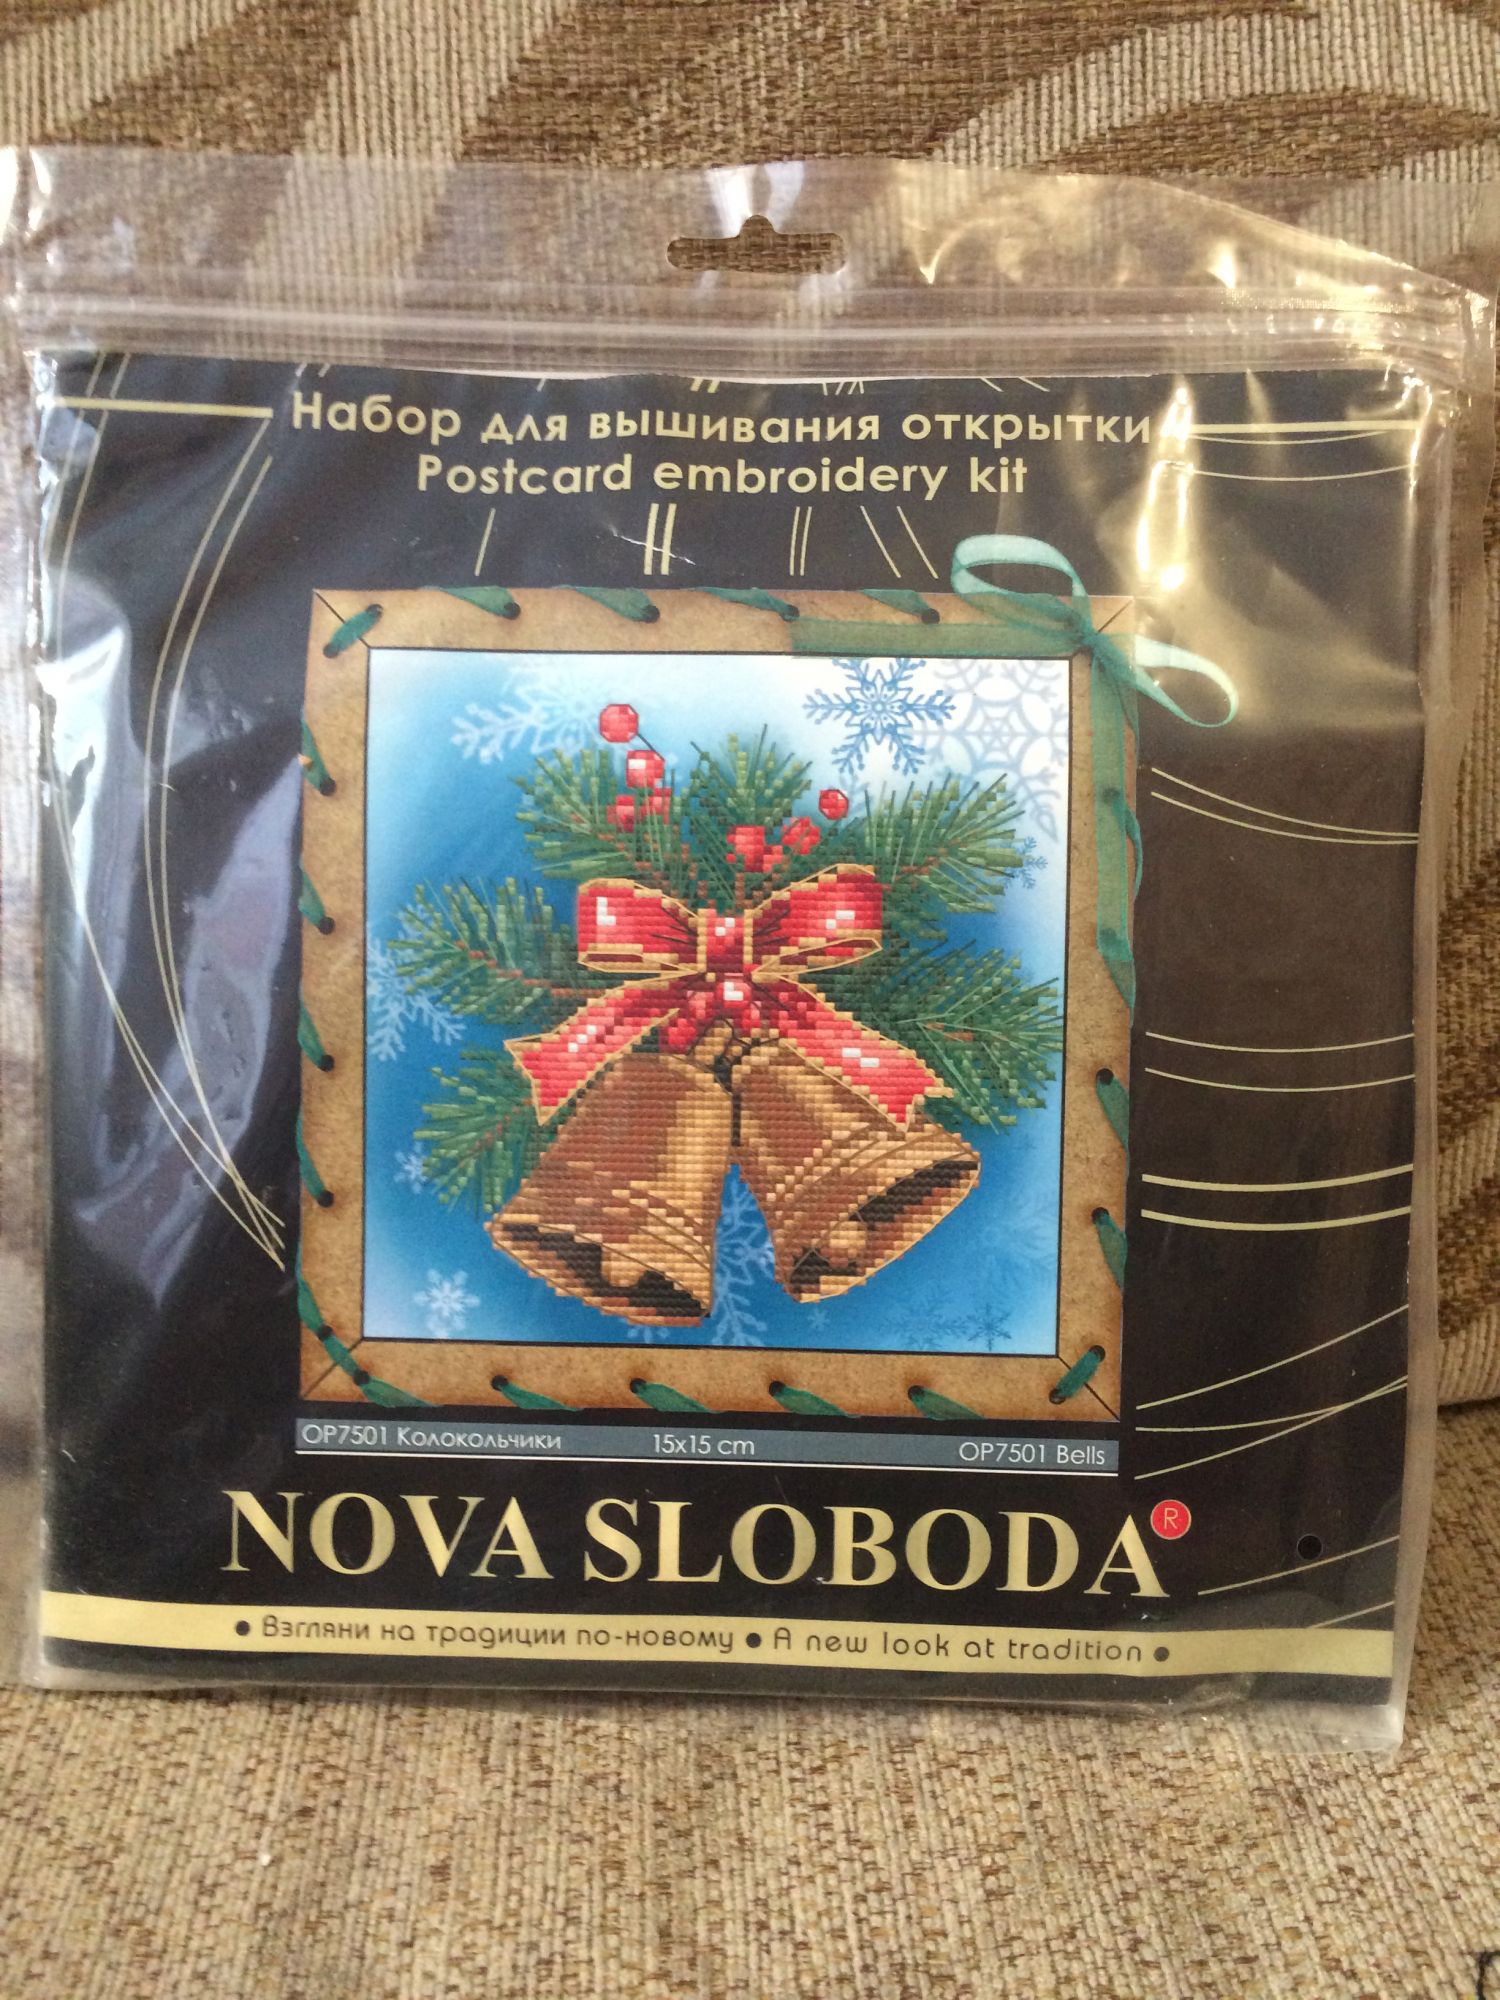 Набор для вышивания открытки
Postcard embroidery kit
OP7501 Колокольчики 15x15 cm OP7501 Bells
NOVA SLOBODA®
• Взгляни на традиции по-новому • A new look at tradition •